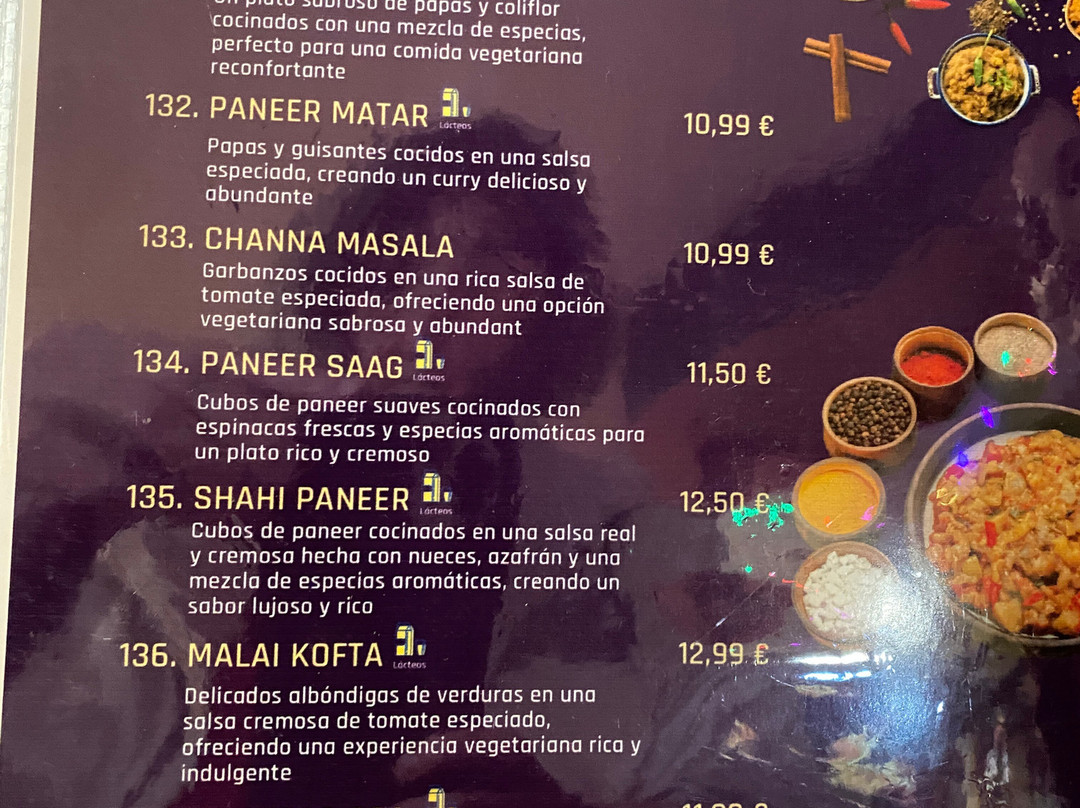 Un plato sabroso de papas y coliflor
cocinados con una mezcla de especias,
perfecto para una comida vegetariana
reconfortante
132. PANEER MATAR Lácteos 10,99 €
Papas y guisantes cocidos en una salsa
especiada, creando un curry delicioso y
abundante
133. CHANNA MASALA 10,99 €
Garbanzos cocidos en una rica salsa de
tomate especiada, ofreciendo una opción
vegetariana sabrosa y abundant
134. PANEER SAAG Lácteos 11,50 €
Cubos de paneer suaves cocinados con
espinacas frescas y especias aromáticas para
un plato rico y cremoso
135. SHAHI PANEER Lácteos 12,50 €
Cubos de paneer cocinados en una salsa real
y cremosa hecha con nueces, azafrán y una
mezcla de especias aromáticas, creando un
sabor lujoso y rico
136. MALAI KOFTA Lácteos 12,99 €
Delicados albóndigas de verduras en una
salsa cremosa de tomate especiado,
ofreciendo una experiencia vegetariana rica y
indulgente